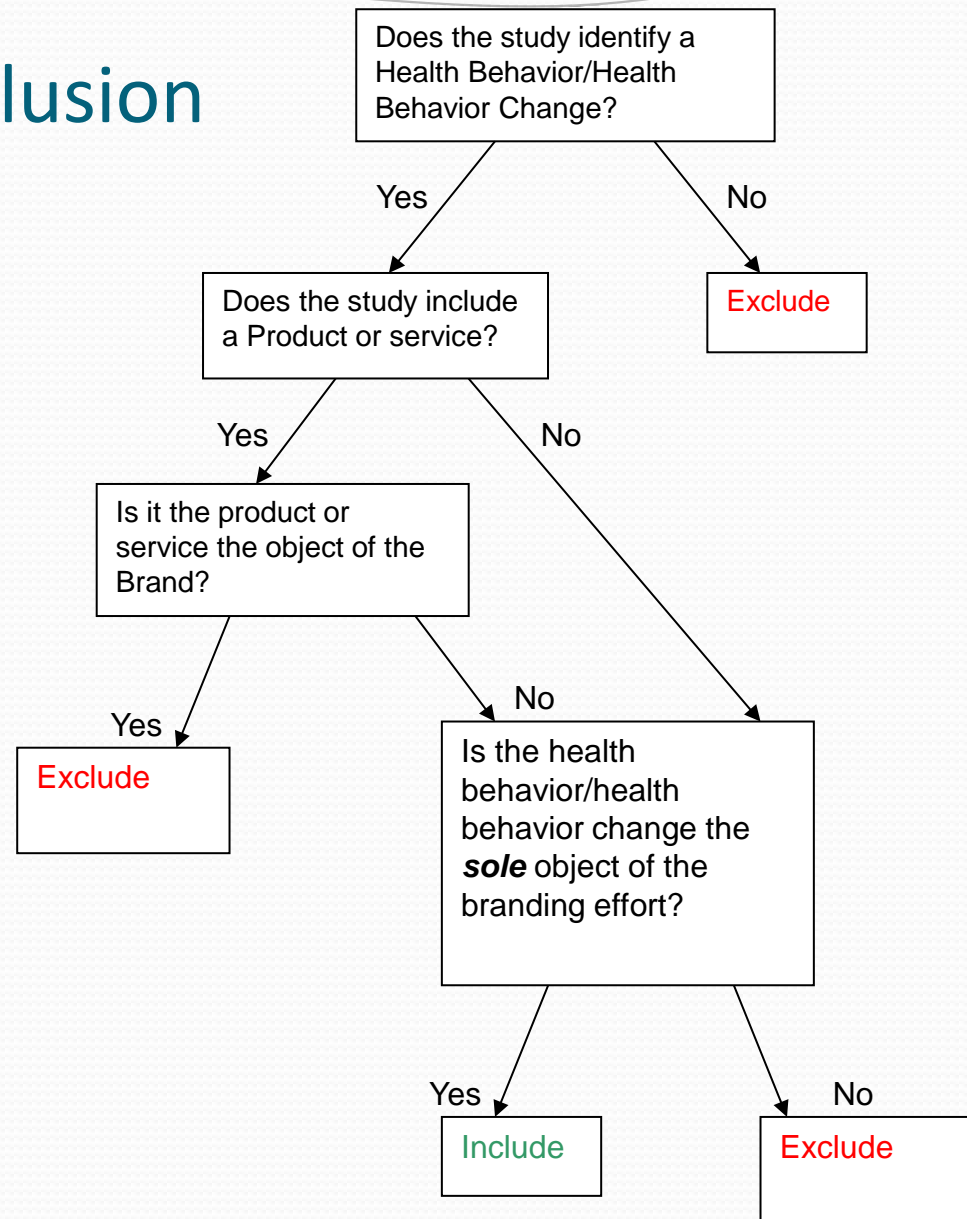 lusion
Does the study identify a
Health Behavior/Health
Behavior Change?
Yes
No
Does the study include
a Product or service?
Exclude
Yes
No
Is it the product or
service the object of the
Brand?
Yes
No
Exclude
Is the health
behavior/health
behavior change the
sole object of the
branding effort?
Yes
No
Include
Exclude